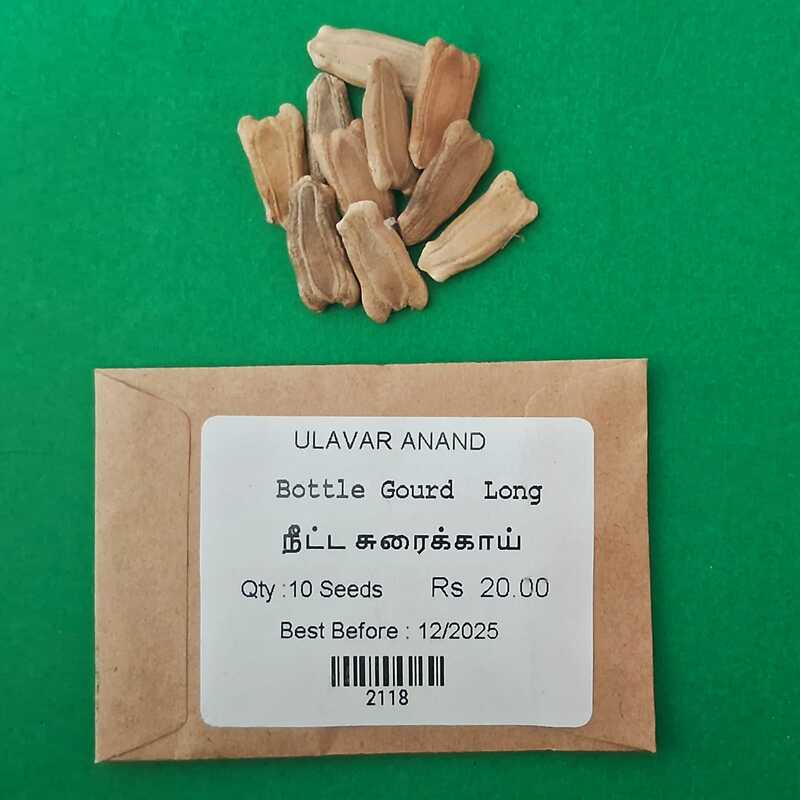 ULAVAR ANAND
Bottle Gourd Long
நீட்ட சுரைக்காய்
Qty :10 Seeds Rs 20.00
Best Before : 12/2025
2118